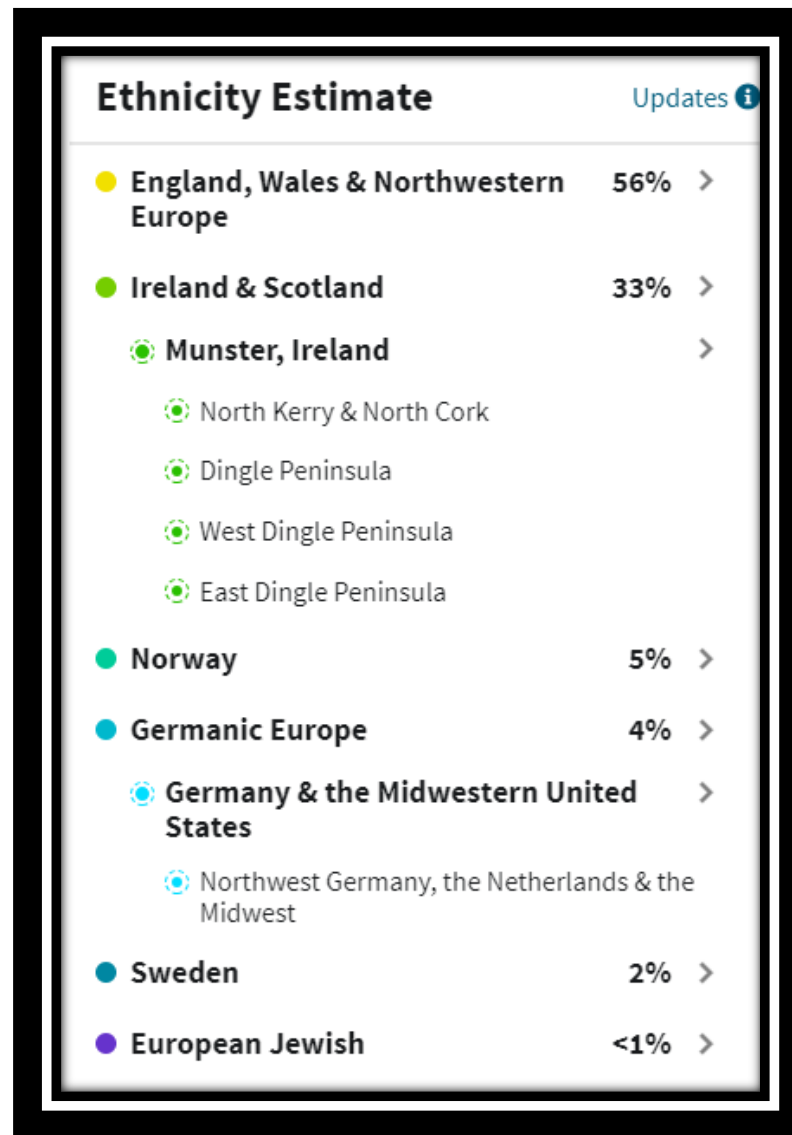 Ethnicity Estimate Updates
England, Wales & Northwestern 56%
Europe
Ireland & Scotland 33%
Munster, Ireland
North Kerry & North Cork
Dingle Peninsula
West Dingle Peninsula
East Dingle Peninsula
Norway 5%
Germanic Europe 4%
Germany & the Midwestern United
States
Northwest Germany, the Netherlands & the
Midwest
Sweden 2%
European Jewish <1%